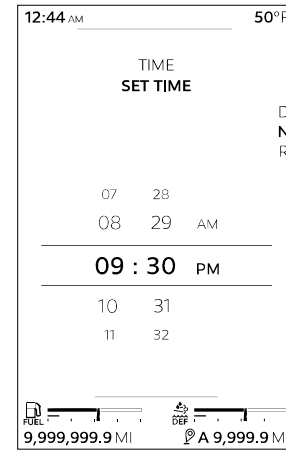 12:44 AM 50°F
TIME
SET TIME
D
N
R
07 28
08 29 AM
09 : 30 PM
10 31
11 32
FUEL DEF
9,999,999.9 MI A 9,999.9 M